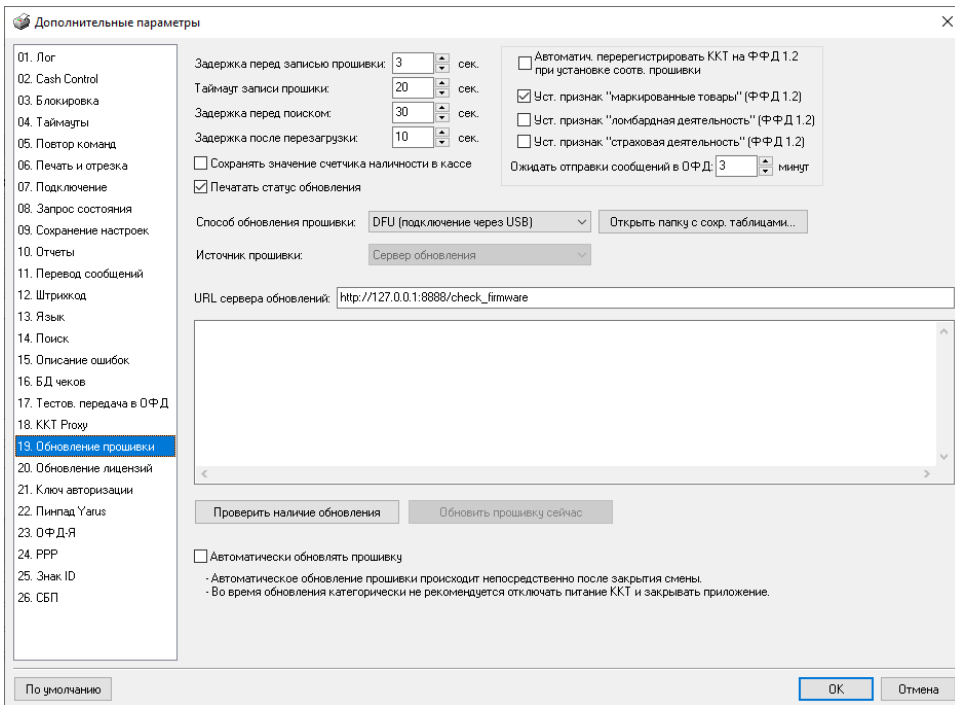 Дополнительные параметры
01. Лог
02. Cash Control
03. Блокировка
04. Таймауты
05. Повтор команд
06. Печать и отрезка
07. Подключение
08. Запрос состояния
09. Сохранение настроек
10. Отчеты
11. Перевод сообщений
12. Штрихкод
13. Язык
14. Поиск
15. Описание ошибок
16. БД чеков
17. Тестов. передача в ОФД
18. KKT Proxy
19. Обновление прошивки
20. Обновление лицензий
21. Ключ авторизации
22. Пинпад Yarus
23. ОФД-Я
24. PPP
25. Знак ID
26. СБП
Задержка перед записью прошивки: 3 сек.
Таймаут записи прошики: 20 сек.
Задержка перед поиском: 30 сек.
Задержка после перезагрузки: 10 сек.
Сохранять значение счетчика наличности в кассе
Печатать статус обновления
Автоматич. перерегистрировать ККТ на ФФД 1.2
при установке соотв. прошивки
Уст. признак "маркированные товары" (ФФД 1.2)
Уст. признак "ломбардная деятельность" (ФФД 1.2)
Уст. признак "страховая деятельность" (ФФД 1.2)
Ожидать отправки сообщений в ОФД: 3 минут
Способ обновления прошивки: DFU (подключение через USB) Открыть папку с сохр. таблицами...
Источник прошивки: Сервер обновления
URL сервера обновлений: http://127.0.0.1:8888/check_firmware
Проверить наличие обновления Обновить прошивку сейчас
Автоматически обновлять прошивку
- Автоматическое обновление прошивки происходит непосредственно после закрытия смены.
- Во время обновления категорически не рекомендуется отключать питание ККТ и закрывать приложение.
По умолчанию OK Отмена